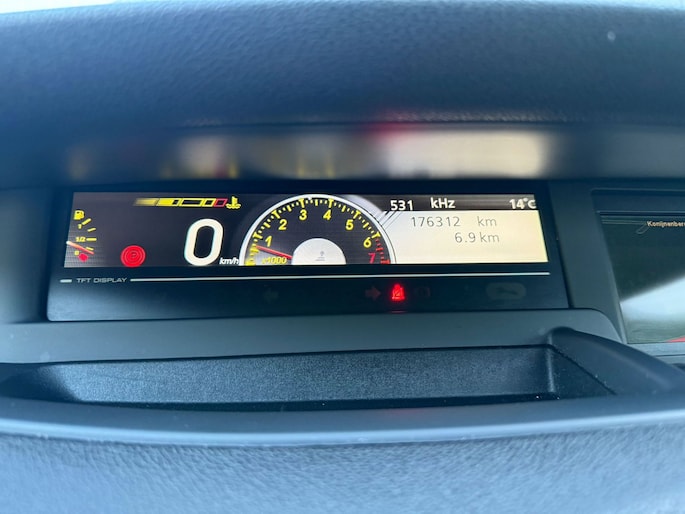 531 kHz 14°C
176312 km
6.9 km
1/2
0
km/h
1 2 3 4 5 6 7
x1000
TFT DISPLAY
Konijnenberg